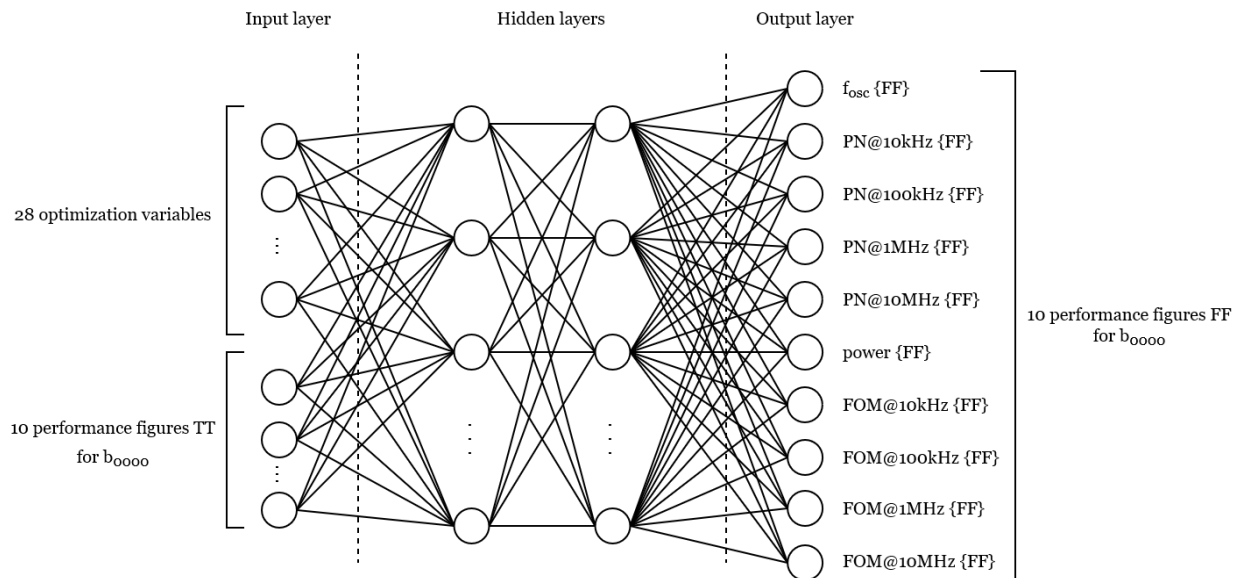 Input layer
Hidden layers
Output layer
28 optimization variables
10 performance figures TT
for b0000
fosc {FF}
PN@10kHz {FF}
PN@100kHz {FF}
PN@1MHz {FF}
PN@10MHz {FF}
power {FF}
FOM@10kHz {FF}
FOM@100kHz {FF}
FOM@1MHz {FF}
FOM@10MHz {FF}
10 performance figures FF
for b0000